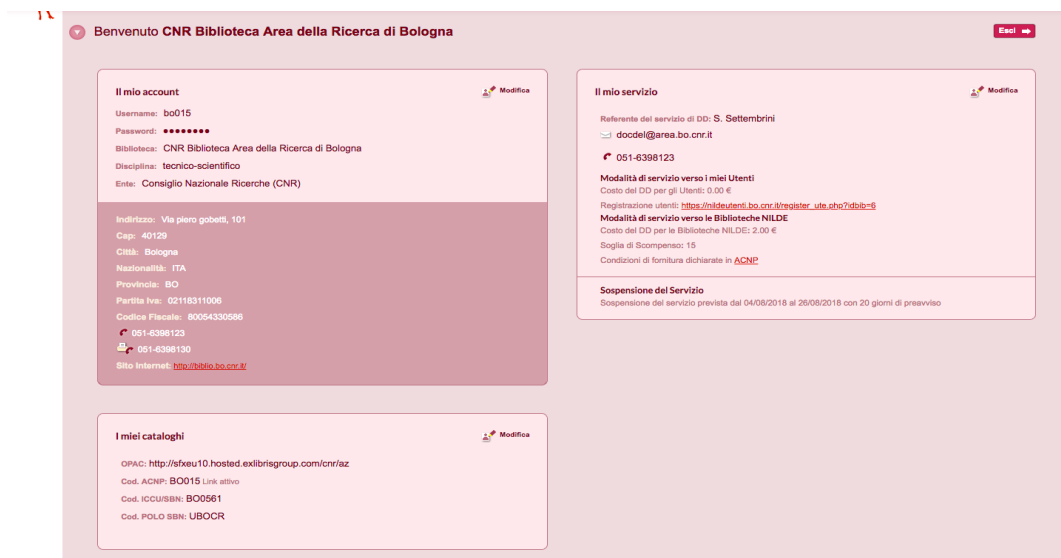 Benvenuto CNR Biblioteca Area della Ricerca di Bologna
Esci
Il mio account
Modifica
Username: bo015
Password: ●●●●●●●●
Biblioteca: CNR Biblioteca Area della Ricerca di Bologna
Disciplina: tecnico-scientifico
Ente: Consiglio Nazionale Ricerche (CNR)
Indirizzo: Via piero gobetti, 101
Cap: 40129
Città: Bologna
Nazionalità: ITA
Provincia: BO
Partita Iva: 02118311006
Codice Fiscale: 80054330586
051-6398123
051-6398130
Sito Internet: http://biblio.bo.cnr.it/
Il mio servizio
Modifica
Referente del servizio di DD: S. Settembrini
docdel@area.bo.cnr.it
051-6398123
Modalità di servizio verso i miei Utenti
Costo del DD per gli Utenti: 0.00 €
Registrazione utenti: https://nildeutenti.bo.cnr.it/register_ute.php?idbib=6
Modalità di servizio verso le Biblioteche NILDE
Costo del DD per le Biblioteche NILDE: 2.00 €
Soglia di Scompenso: 15
Condizioni di fornitura dichiarate in ACNP
Sospensione del Servizio
Sospensione del servizio prevista dal 04/08/2018 al 26/08/2018 con 20 giorni di preavviso
I miei cataloghi
Modifica
OPAC: http://sfxeu10.hosted.exlibrisgroup.com/cnr/az
Cod. ACNP: BO015 Link attivo
Cod. ICCU/SBN: BO0561
Cod. POLO SBN: UBOCR